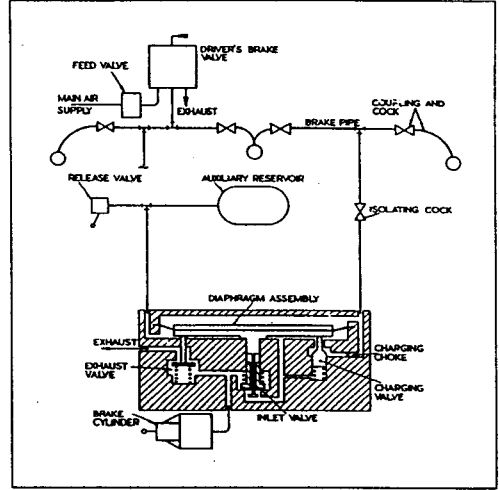 DRIVER'S BRAKE
VALVE
FEED VALVE
MAIN AIR
SUPPLY
EXHAUST
COUPLING AND
COCK
BRAKE PIPE
RELEASE VALVE
AUXILIARY RESERVOIR
ISOLATING COCK
DIAPHRAGM ASSEMBLY
EXHAUST
CHARGING
CHOKE
EXHAUST
VALVE
CHARGING
VALVE
INLET VALVE
BRAKE
CYLINDER